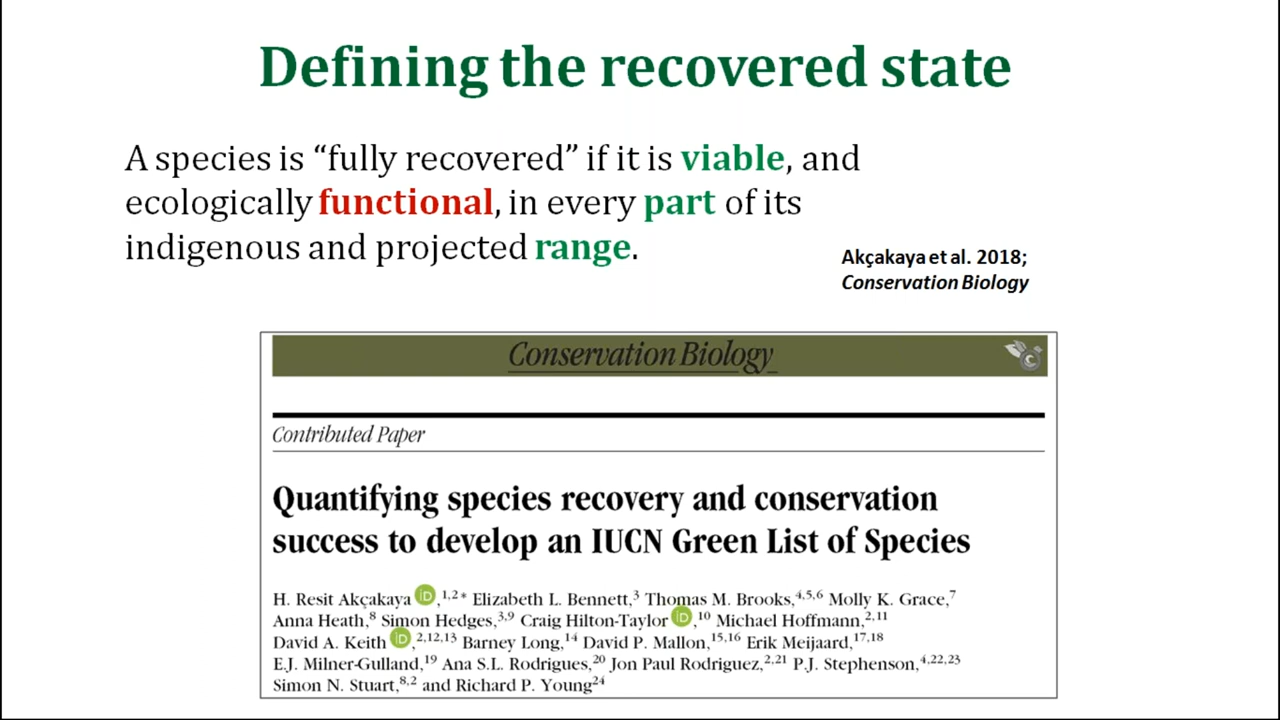 Defining the recovered state
A species is “fully recovered” if it is viable, and
ecologically functional, in every part of its
indigenous and projected range.
Akçakaya et al. 2018;
Conservation Biology
Conservation Biology
Contributed Paper
Quantifying species recovery and conservation
success to develop an IUCN Green List of Species
H. Resit Akçakaya iD,1,2* Elizabeth L. Bennett,3 Thomas M. Brooks,4,5,6 Molly K. Grace,7
Anna Heath,8 Simon Hedges,3,9 Craig Hilton-Taylor iD,10 Michael Hoffmann,2,11
David A. Keith iD,2,12,13 Barney Long,14 David P. Mallon,15,16 Erik Meijaard,17,18
E.J. Milner-Gulland,19 Ana S.L. Rodrigues,20 Jon Paul Rodriguez,2,21 P.J. Stephenson,4,22,23
Simon N. Stuart,8,2 and Richard P. Young24